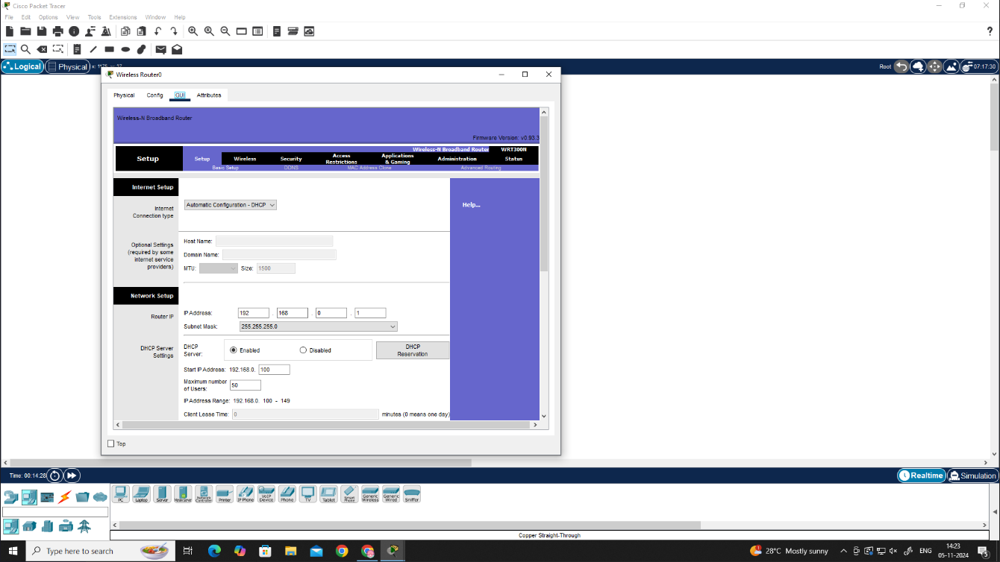 Cisco Packet Tracer
File Edit Options View Tools Extensions Window Help
?
Logical Physical
Root 07:17:30
Wireless Router0
Physical Config GUI Attributes
Wireless-N Broadband Router
Firmware Version: v0.93.3
Wireless-N Broadband Router WRT300N
Setup Setup Wireless Security Access Restrictions Applications & Gaming Administration Status
Basic Setup DDNS MAC Address Clone Advanced Routing
Internet Setup
Help...
Internet Connection type Automatic Configuration - DHCP
Optional Settings (required by some internet service providers)
Host Name:
Domain Name:
MTU: Size: 1500
Network Setup
Router IP
IP Address: 192 . 168 . 0 . 1
Subnet Mask: 255.255.255.0
DHCP Server Settings
DHCP Server: Enabled Disabled DHCP Reservation
Start IP Address: 192.168.0. 100
Maximum number of Users: 50
IP Address Range: 192.168.0. 100 - 149
Client Lease Time: 0 minutes (0 means one day)
Top
Time: 00:14:28 Realtime Simulation
PC Laptop Server Printer IP Phone VoIP Device Phone TV Tablet Smart Phone Generic Wireless Generic Wired Sniffer
Copper Straight-Through
Type here to search 28°C Mostly sunny ENG 14:23
05-11-2024
5